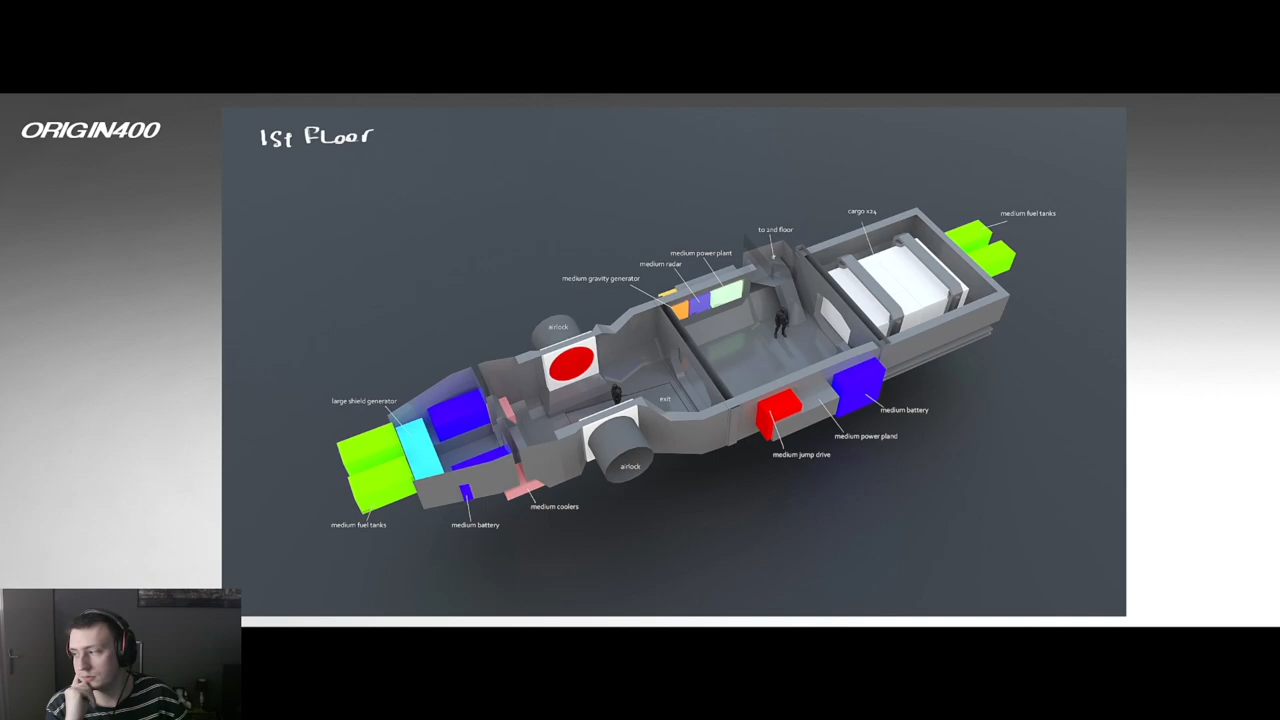 ORIGIN400
1St FLoor
cargo x24
medium fuel tanks
to 2nd floor
medium power plant
medium radar
medium gravity generator
airlock
exit
large shield generator
medium battery
medium power pland
airlock
medium jump drive
medium coolers
medium fuel tanks
medium battery